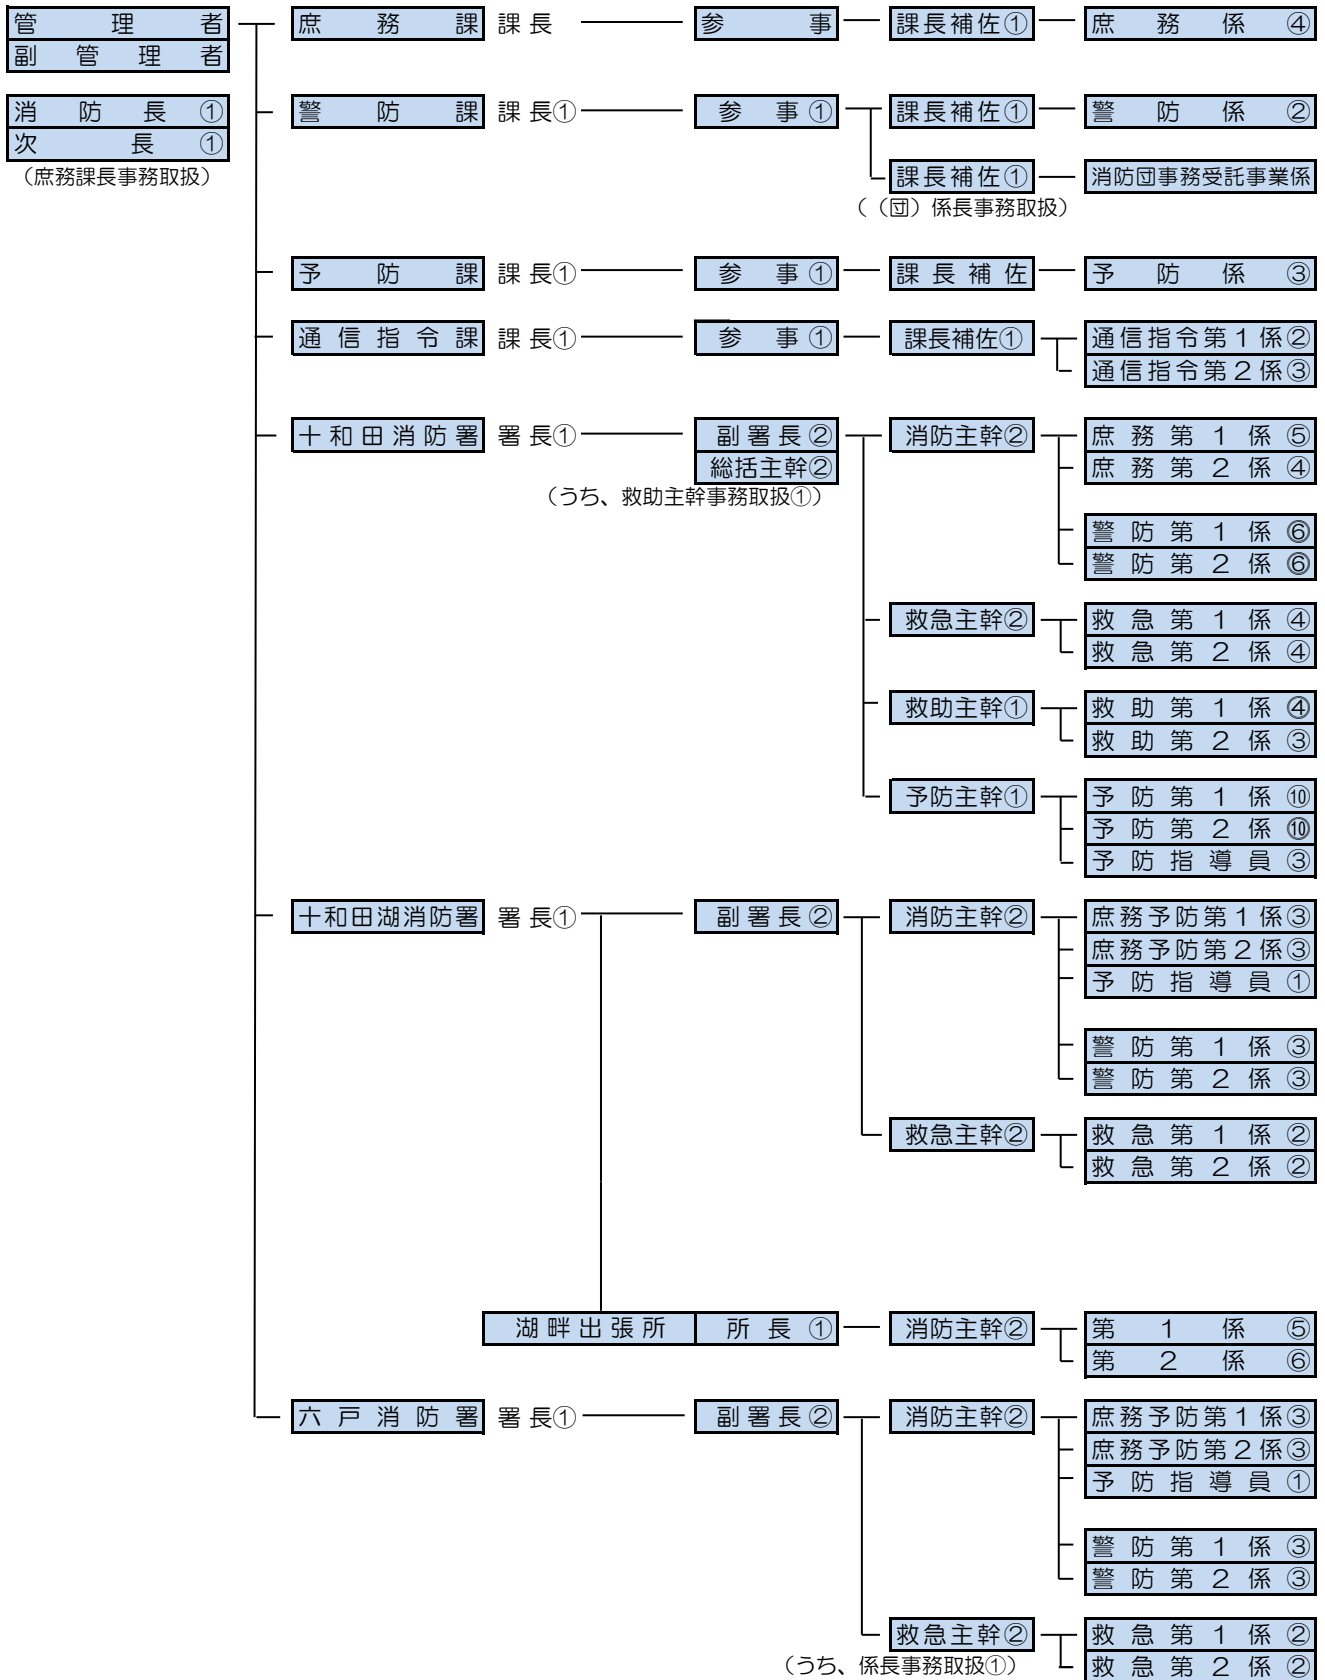 管理者 庶務課 課長 参事 課長補佐① 庶務係④
副管理者
消防長① 警防課 課長① 参事① 課長補佐① 警防係②
次長①
（庶務課長事務取扱） 課長補佐① 消防団事務受託事業係
（（団）係長事務取扱）
予防課 課長① 参事① 課長補佐 予防係③
通信指令課 課長① 参事① 課長補佐① 通信指令第１係②
通信指令第２係③
十和田消防署 署長① 副署長② 消防主幹② 庶務第１係⑤
総括主幹② 庶務第２係④
（うち、救助主幹事務取扱①）
警防第１係⑥
警防第２係⑥
救急主幹② 救急第１係④
救急第２係④
救助主幹① 救助第１係④
救助第２係③
予防主幹① 予防第１係⑩
予防第２係⑩
予防指導員③
十和田湖消防署 署長① 副署長② 消防主幹② 庶務予防第１係③
庶務予防第２係③
予防指導員①
警防第１係③
警防第２係③
救急主幹② 救急第１係②
救急第２係②
湖畔出張所 所長① 消防主幹② 第１係⑤
第２係⑥
六戸消防署 署長① 副署長② 消防主幹② 庶務予防第１係③
庶務予防第２係③
予防指導員①
警防第１係③
警防第２係③
救急主幹② 救急第１係②
（うち、係長事務取扱①） 救急第２係②